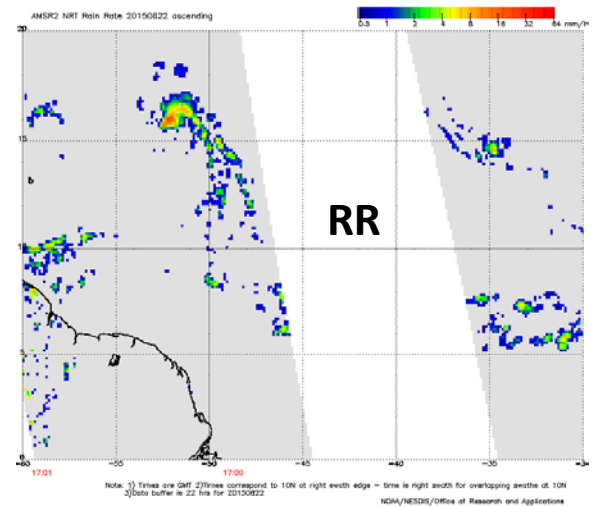 AMSR2 NRT Rain Rate 20150822 ascending
0.5 1 2 4 8 16 32 64 mm/h
20
15
10
5
0
b
RR
-60 -55 -50 -45 -40 -35 -30
17:01 17:00
Note: 1) Times are GMT 2)Times correspond to 10N at right swath edge - time is right swath for overlapping swaths at 10N
3)Data buffer is 22 hrs for 20150822
NOAA/NESDIS/Office of Research and Applications